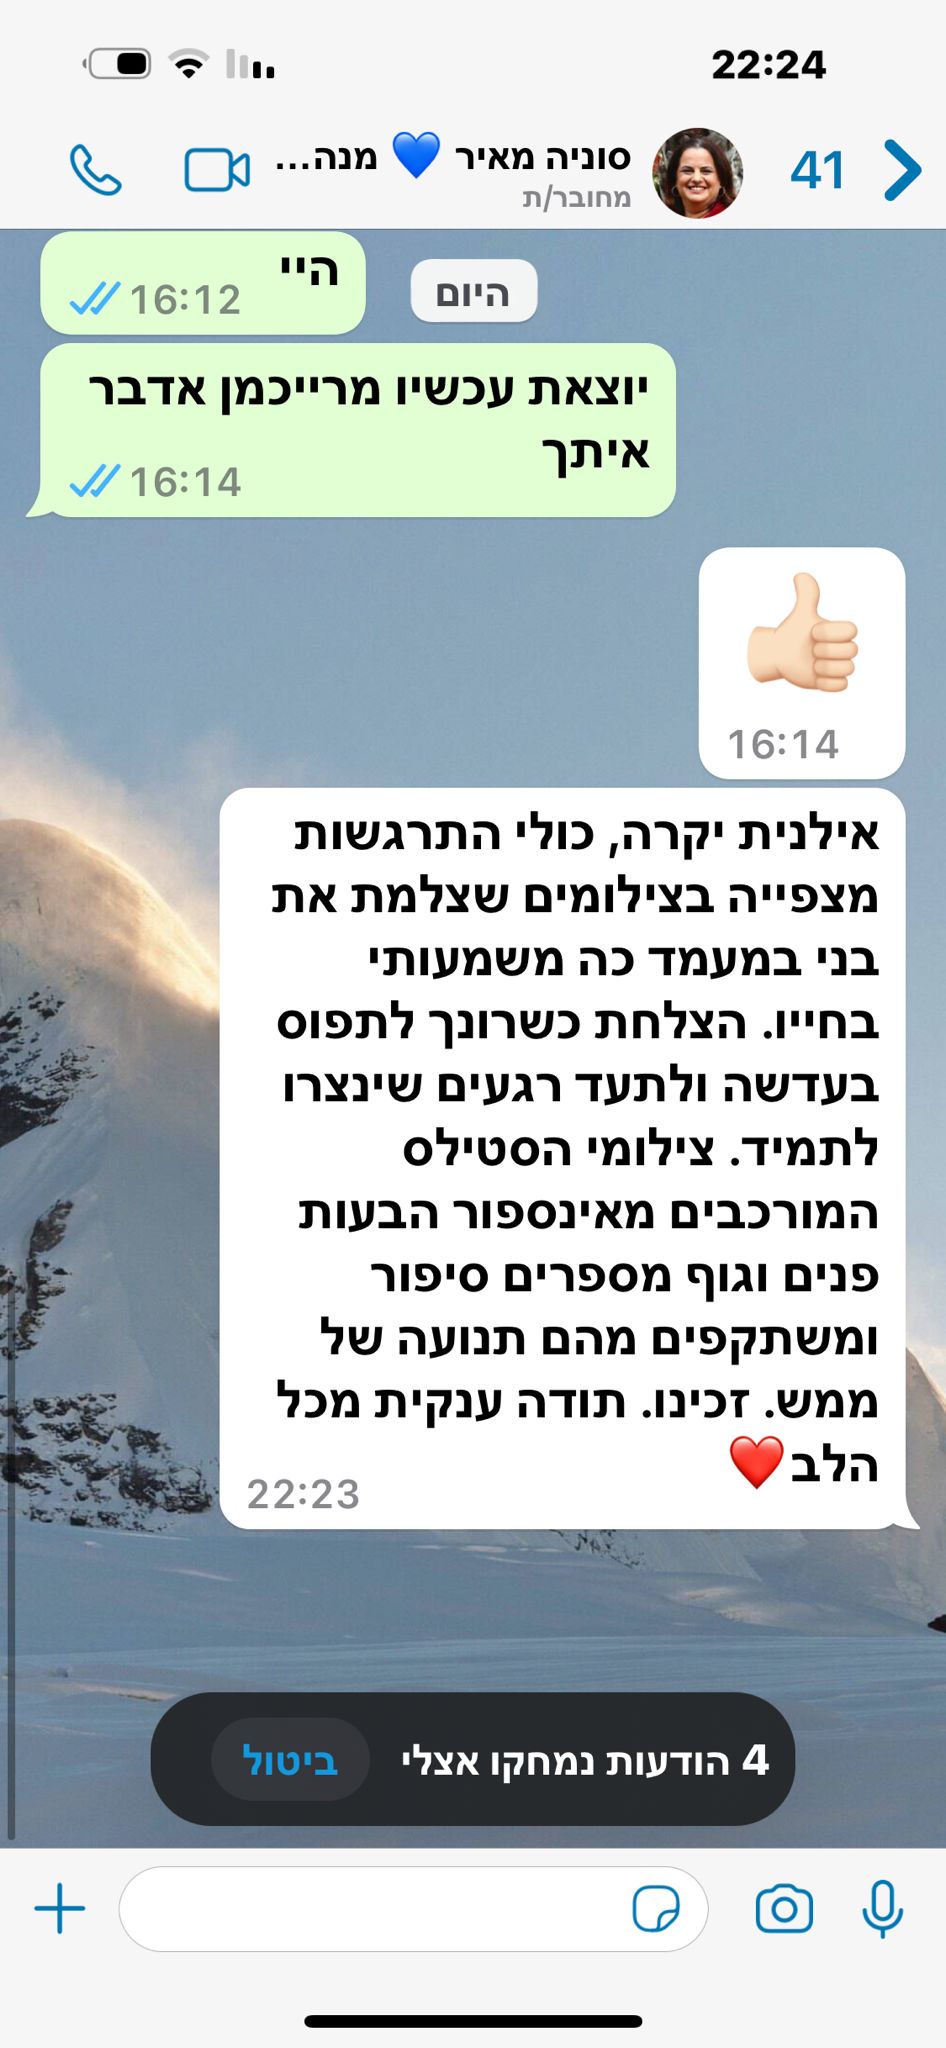 22:24
סוניה מאיר 💙 מנה...
מחובר/ת
41
היי
16:12
היום
יוצאת עכשיו מרייכמן אדבר
איתך
16:14
👍🏻
16:14
אילנית יקרה, כולי התרגשות
מצפייה בצילומים שצלמת את
בני במעמד כה משמעותי
בחייו. הצלחת כשרונך לתפוס
בעדשה ולתעד רגעים שינצרו
לתמיד. צילומי הסטילס
המורכבים מאינספור הבעות
פנים וגוף מספרים סיפור
ומשתקפים מהם תנועה של
ממש. זכינו. תודה ענקית מכל
הלב❤️
22:23
4 הודעות נמחקו אצלי
ביטול